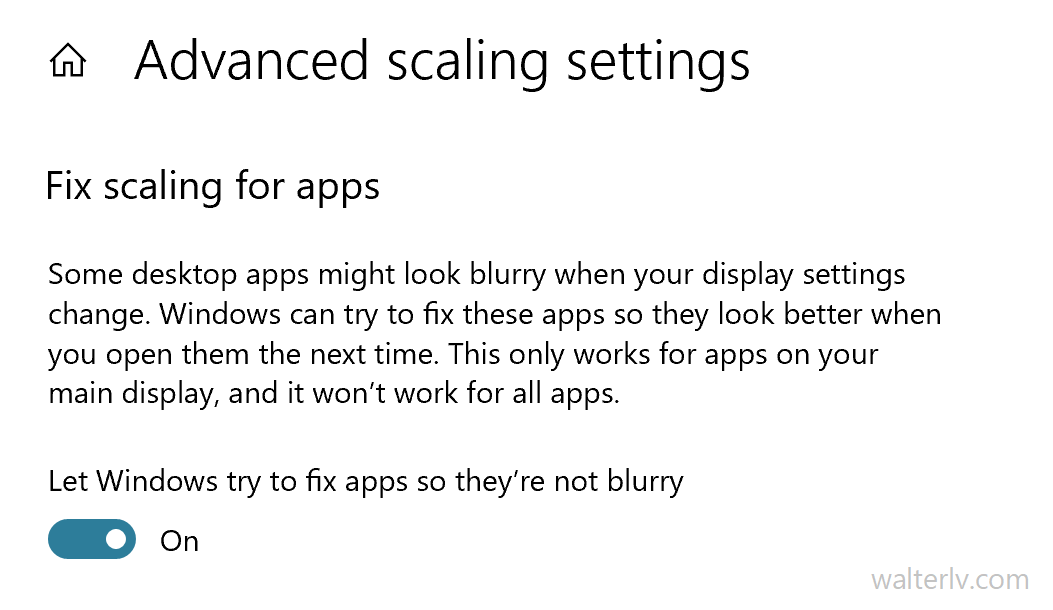 Advanced scaling settings
Fix scaling for apps
Some desktop apps might look blurry when your display settings
change. Windows can try to fix these apps so they look better when
you open them the next time. This only works for apps on your
main display, and it won’t work for all apps.
Let Windows try to fix apps so they’re not blurry
On
walterlv.com